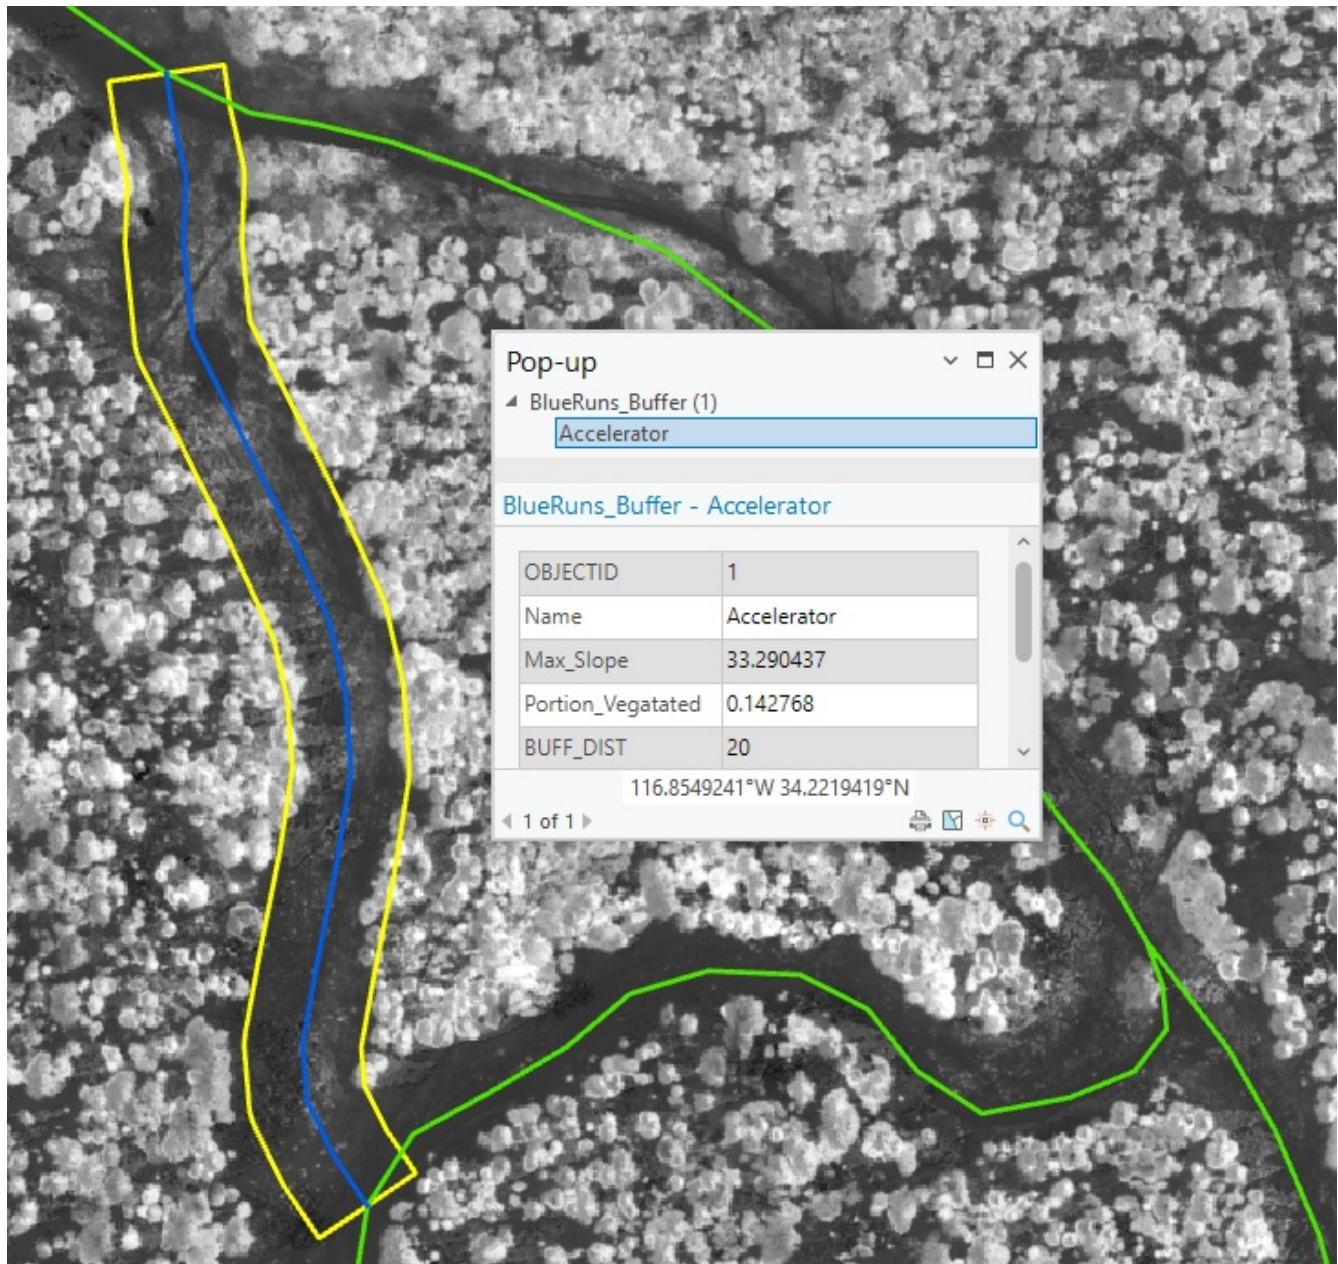 Pop-up
BlueRuns_Buffer (1)
Accelerator
BlueRuns_Buffer - Accelerator
OBJECTID 1
Name Accelerator
Max_Slope 33.290437
Portion_Vegatated 0.142768
BUFF_DIST 20
116.8549241°W 34.2219419°N
1 of 1